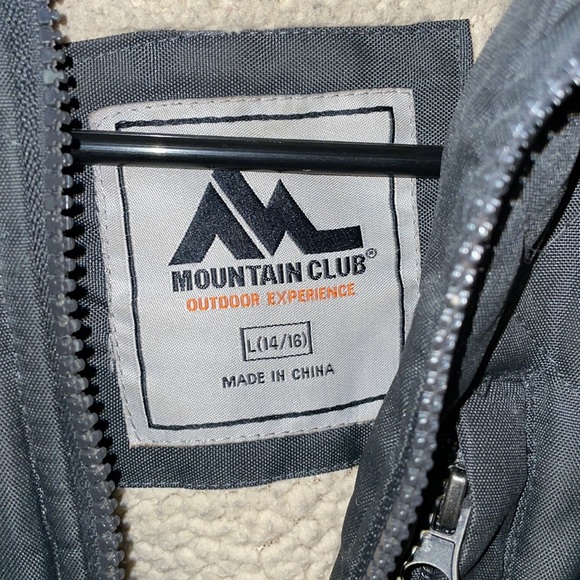 MOUNTAIN CLUB®
OUTDOOR EXPERIENCE
L(14/16)
MADE IN CHINA